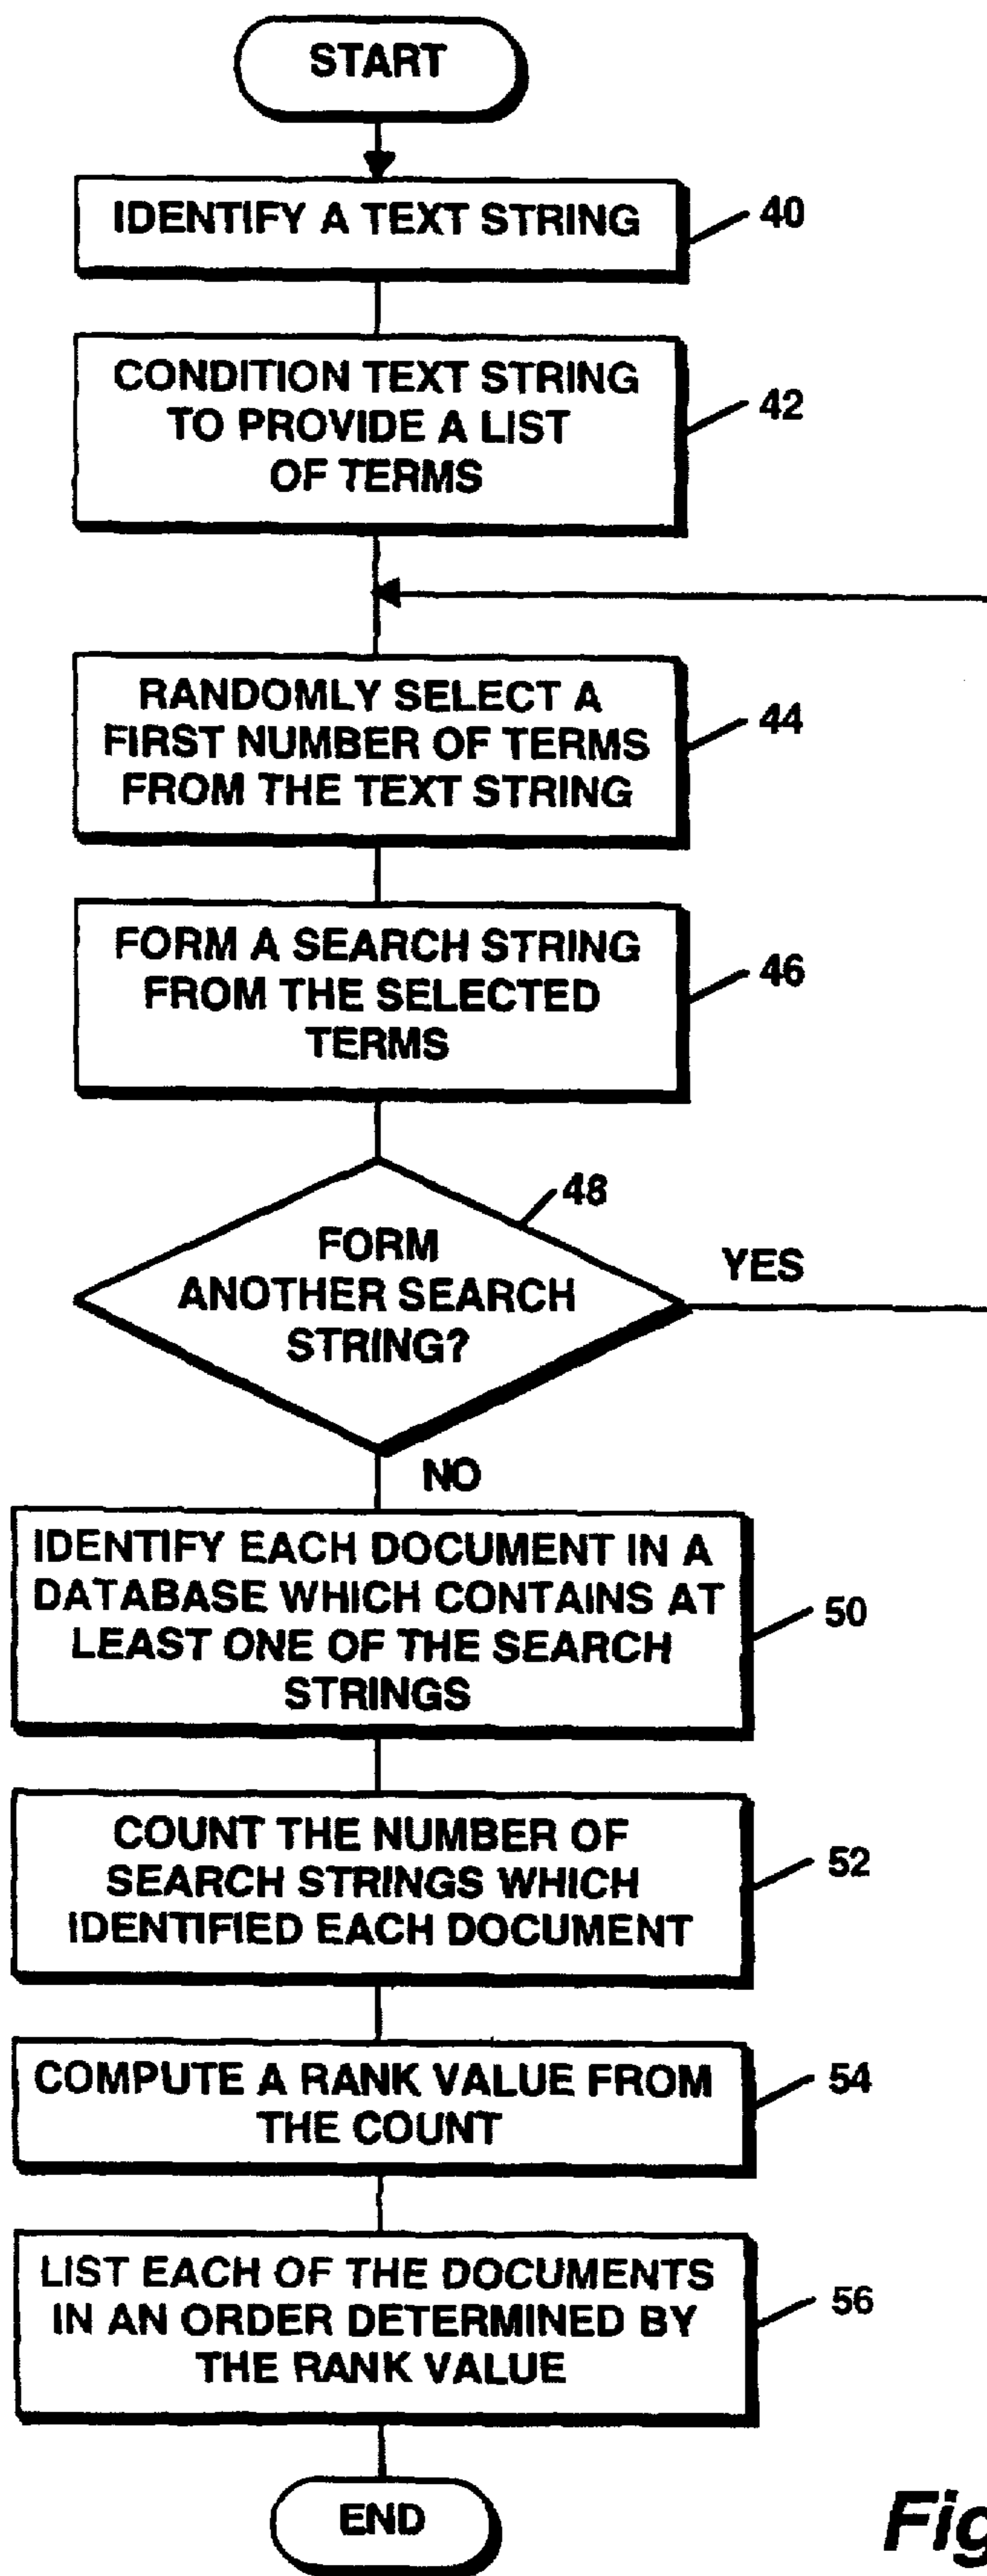 START
IDENTIFY A TEXT STRING
40
CONDITION TEXT STRING
TO PROVIDE A LIST
OF TERMS
42
RANDOMLY SELECT A
FIRST NUMBER OF TERMS
FROM THE TEXT STRING
44
FORM A SEARCH STRING
FROM THE SELECTED
TERMS
46
48
FORM
ANOTHER SEARCH
STRING?
YES
NO
IDENTIFY EACH DOCUMENT IN A
DATABASE WHICH CONTAINS AT
LEAST ONE OF THE SEARCH
STRINGS
50
COUNT THE NUMBER OF
SEARCH STRINGS WHICH
IDENTIFIED EACH DOCUMENT
52
COMPUTE A RANK VALUE FROM
THE COUNT
54
LIST EACH OF THE DOCUMENTS
IN AN ORDER DETERMINED BY
THE RANK VALUE
56
END
Fig